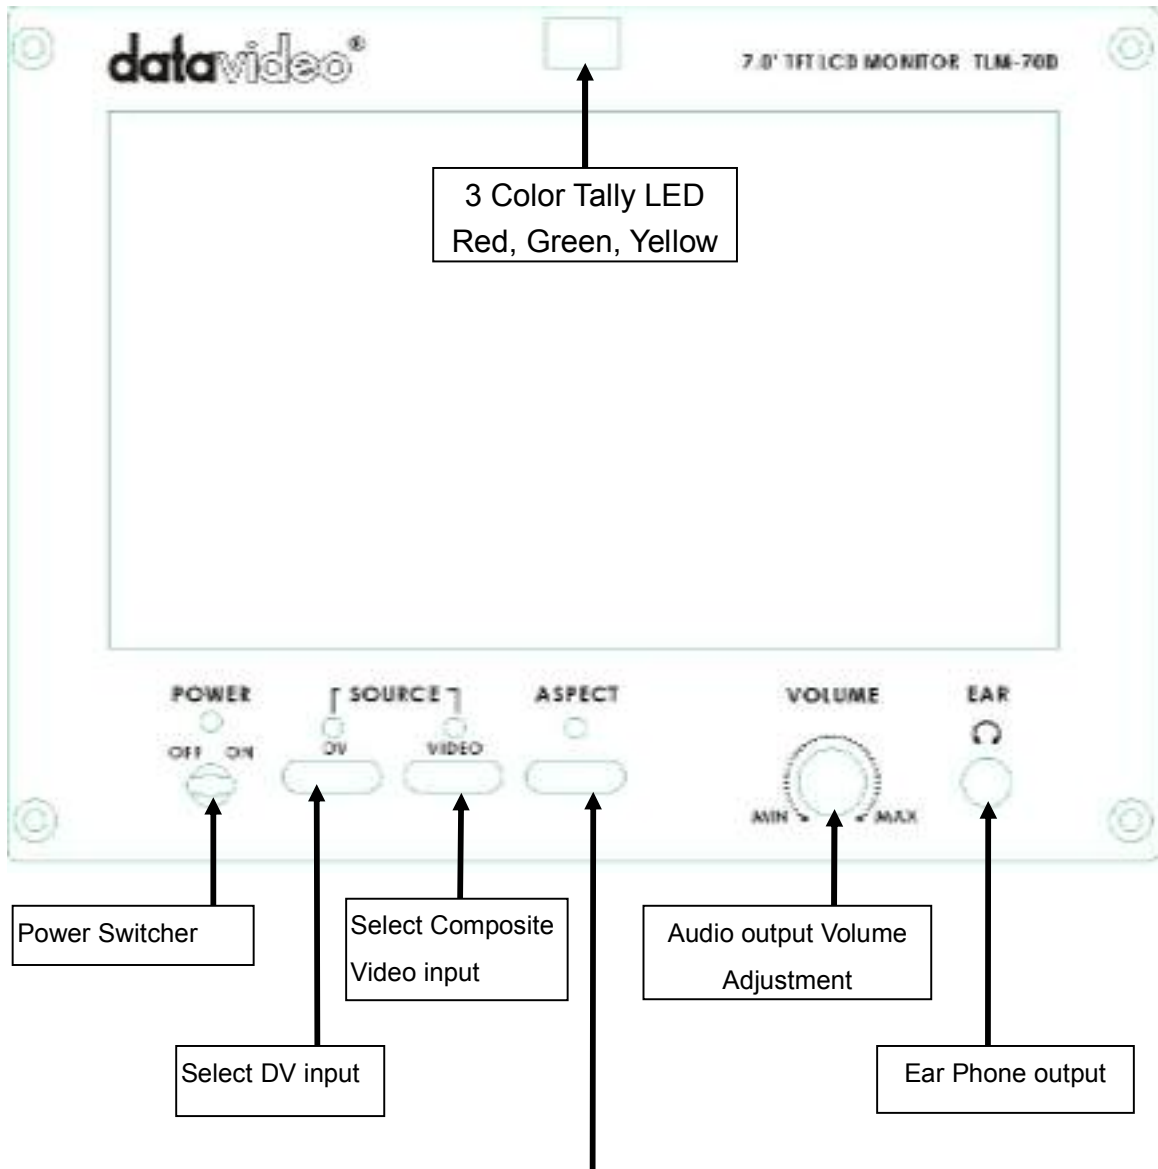 datavideo®
7.0" TFT LCD MONITOR TLM-70D
3 Color Tally LED
Red, Green, Yellow
POWER
SOURCE
ASPECT
VOLUME
EAR
OFF ON
DV
VIDEO
MIN
MAX
Power Switcher
Select Composite
Video input
Audio output Volume
Adjustment
Select DV input
Ear Phone output